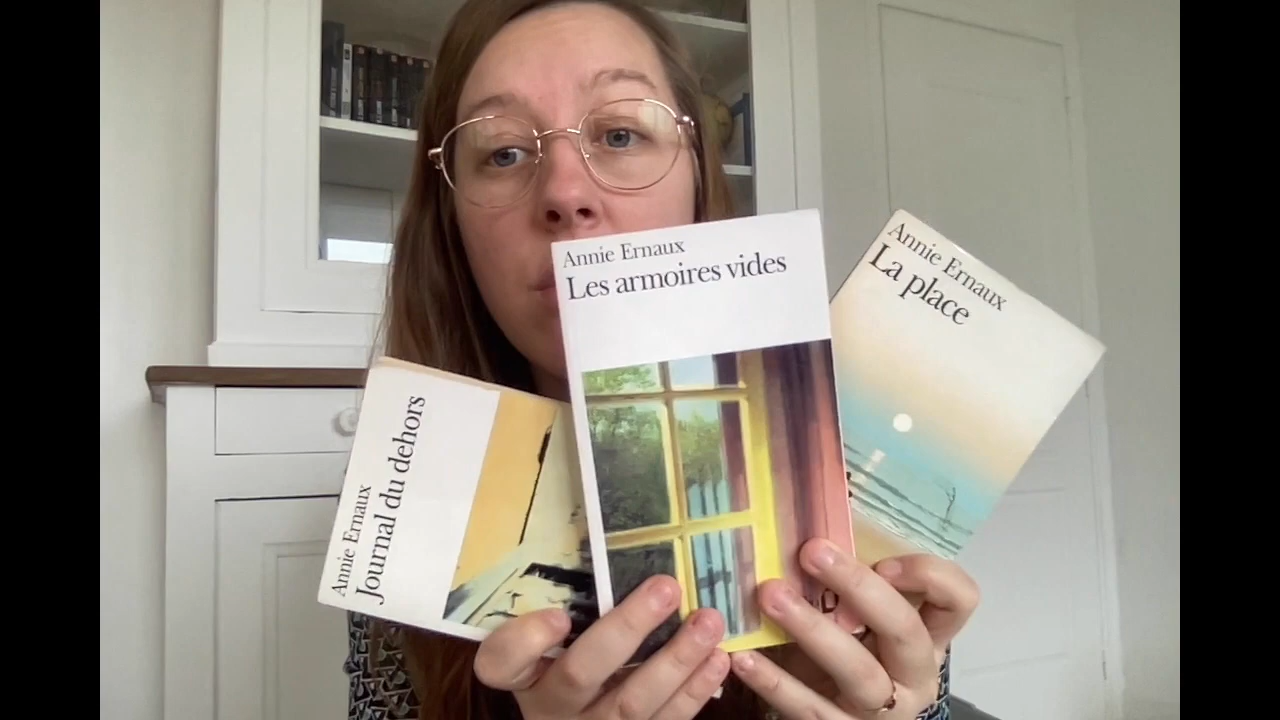 Annie Ernaux
Journal du dehors
Annie Ernaux
Les armoires vides
Annie Ernaux
La place